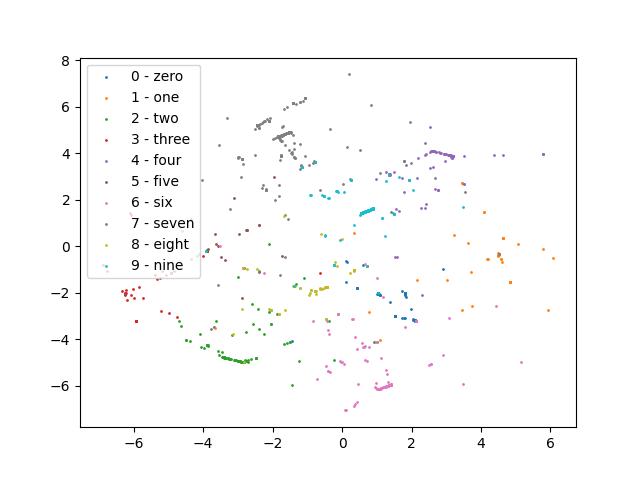 8
6
4
2
0
−2
−4
−6
0 - zero
1 - one
2 - two
3 - three
4 - four
5 - five
6 - six
7 - seven
8 - eight
9 - nine
−6 −4 −2 0 2 4 6